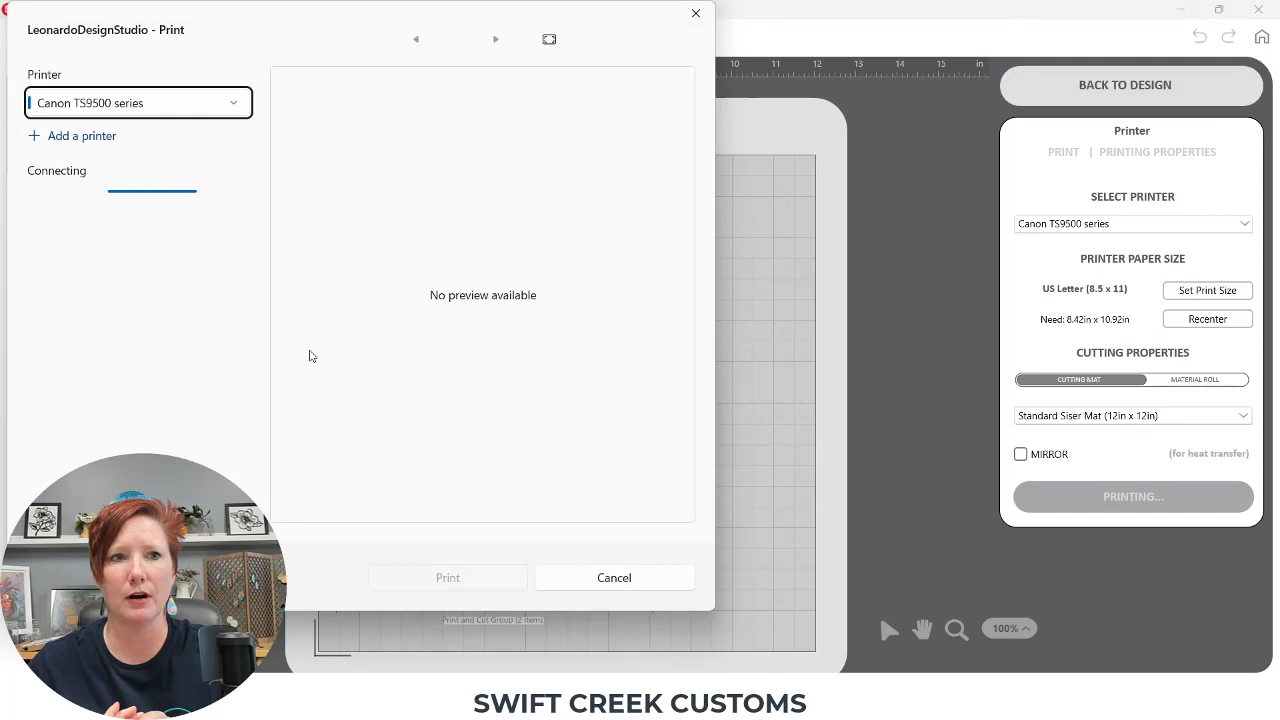 LeonardoDesignStudio - Print
Printer
Canon TS9500 series
Add a printer
Connecting
No preview available
Print
Cancel
10 11 12 13 14 15 in
BACK TO DESIGN
Printer
PRINT | PRINTING PROPERTIES
SELECT PRINTER
Canon TS9500 series
PRINTER PAPER SIZE
US Letter (8.5 x 11)
Set Print Size
Need: 8.42in x 10.92in
Recenter
CUTTING PROPERTIES
CUTTING MAT
MATERIAL ROLL
Standard Siser Mat (12in x 12in)
MIRROR
(for heat transfer)
PRINTING...
Print and Cut Group (2 Items
100%
SWIFT CREEK CUSTOMS